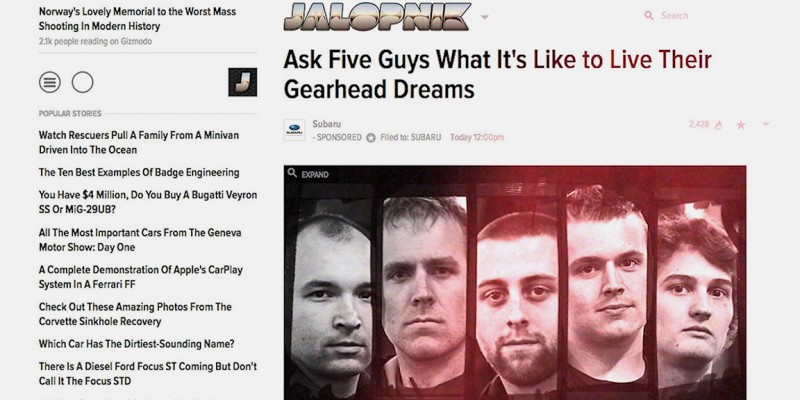 Norway's Lovely Memorial to the Worst Mass
Shooting In Modern History
2.1k people reading on Gizmodo
POPULAR STORIES
Watch Rescuers Pull A Family From A Minivan
Driven Into The Ocean
The Ten Best Examples Of Badge Engineering
You Have $4 Million, Do You Buy A Bugatti Veyron
SS Or MiG-29UB?
All The Most Important Cars From The Geneva
Motor Show: Day One
A Complete Demonstration Of Apple's CarPlay
System In A Ferrari FF
Check Out These Amazing Photos From The
Corvette Sinkhole Recovery
Which Car Has The Dirtiest-Sounding Name?
There Is A Diesel Ford Focus ST Coming But Don't
Call It The Focus STD
JALOPNIK
Search
Ask Five Guys What It's Like to Live Their
Gearhead Dreams
Subaru
- SPONSORED Filed to: SUBARU Today 12:00pm
2,428
EXPAND